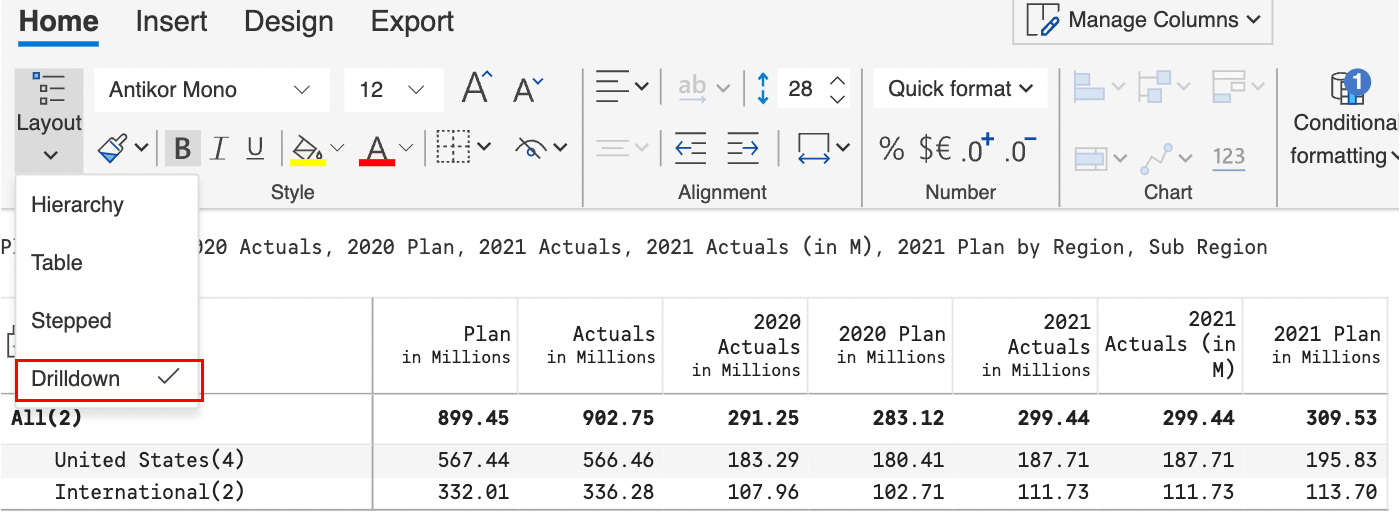 Home Insert Design Export
Manage Columns
Layout
Antikor Mono
12
A A
ab
28
Quick format
1
Conditional
formatting
B I U
A
% $€ .0+ .0-
123
Style
Alignment
Number
Chart
Hierarchy
Table
Stepped
Drilldown
020 Actuals, 2020 Plan, 2021 Actuals, 2021 Actuals (in M), 2021 Plan by Region, Sub Region
Plan
in Millions
Actuals
in Millions
2020
Actuals
in Millions
2020 Plan
in Millions
2021
Actuals
in Millions
2021
Actuals (in
M)
2021 Plan
in Millions
All(2) 899.45 902.75 291.25 283.12 299.44 299.44 309.53
United States(4) 567.44 566.46 183.29 180.41 187.71 187.71 195.83
International(2) 332.01 336.28 107.96 102.71 111.73 111.73 113.70